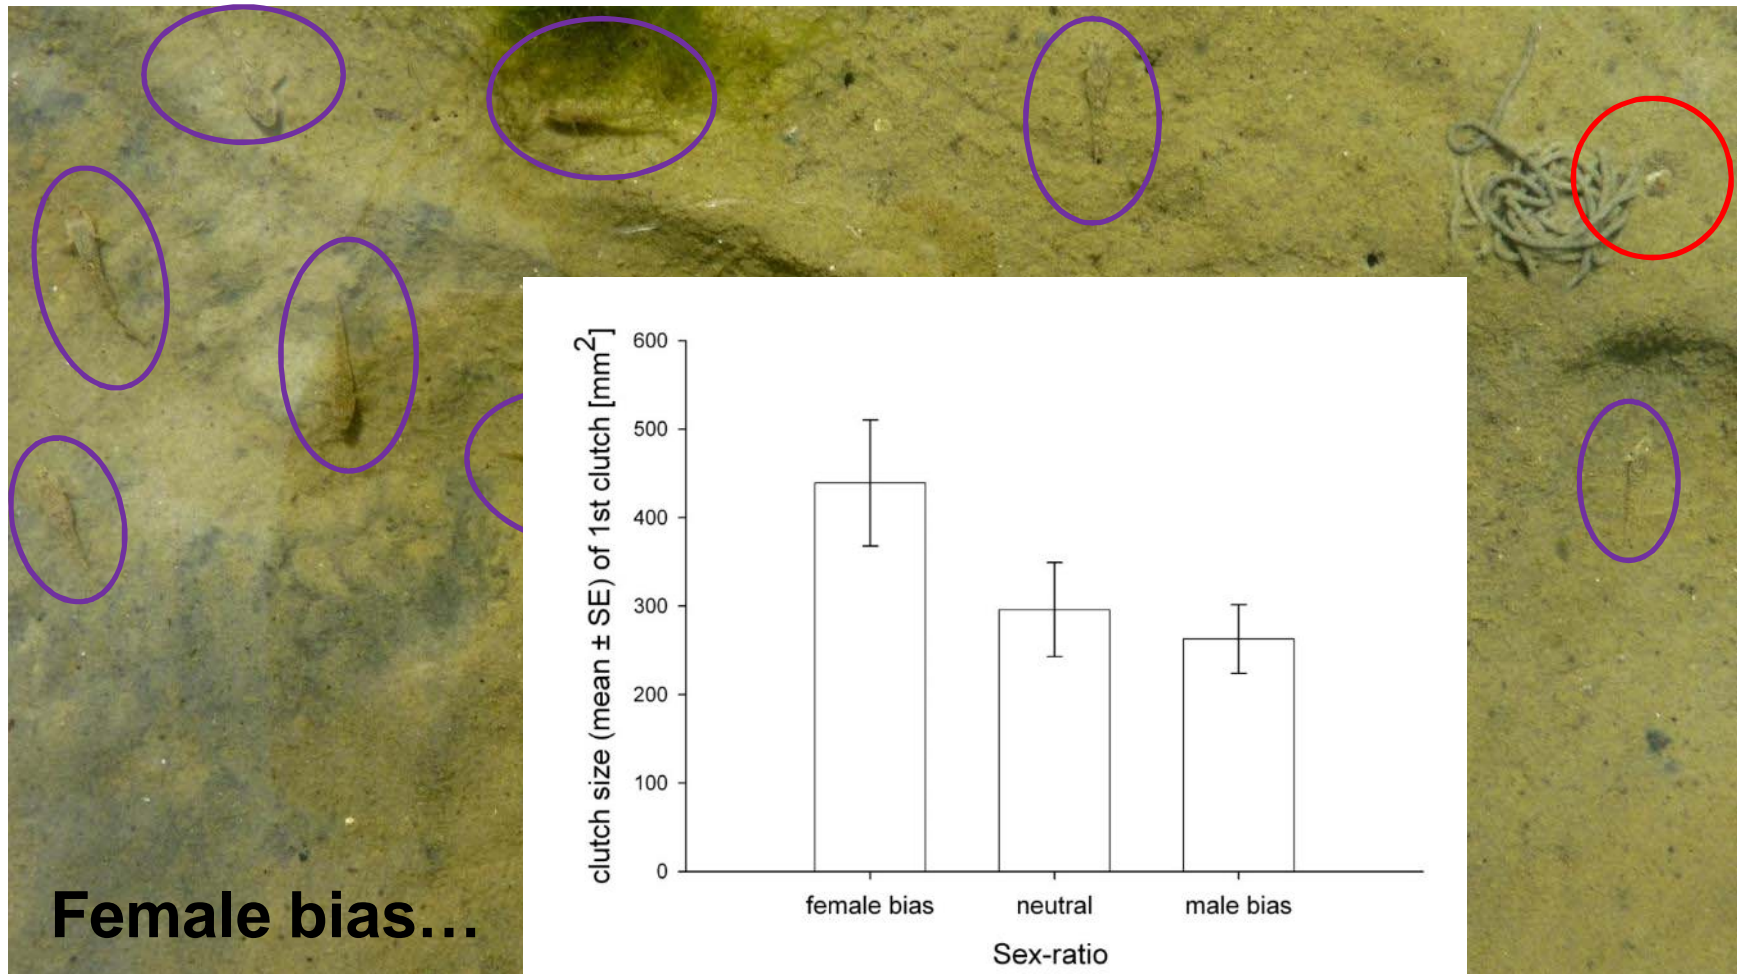 clutch size (mean ± SE) of 1st clutch [mm²]
600
500
400
300
200
100
0
female bias
neutral
male bias
Sex-ratio
Female bias…